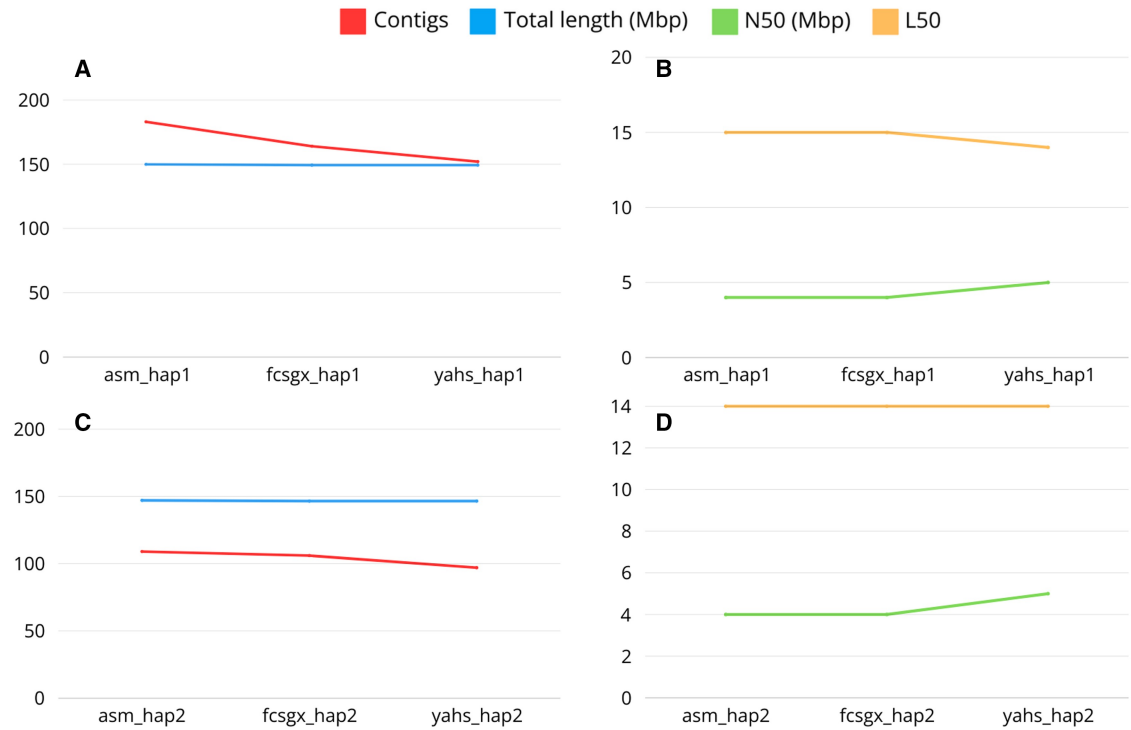 Contigs Total length (Mbp) N50 (Mbp) L50
A
200
150
100
50
0
asm_hap1 fcsgx_hap1 yahs_hap1
B
20
15
10
5
0
asm_hap1 fcsgx_hap1 yahs_hap1
C
200
150
100
50
0
asm_hap2 fcsgx_hap2 yahs_hap2
D
14
12
10
8
6
4
2
0
asm_hap2 fcsgx_hap2 yahs_hap2